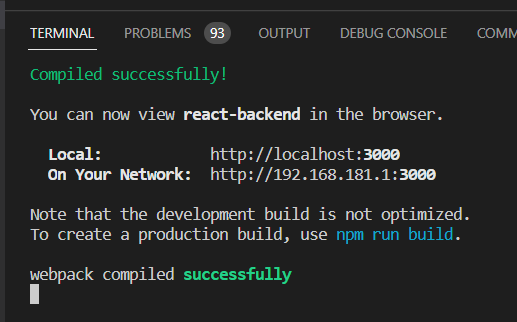 TERMINAL PROBLEMS 93 OUTPUT DEBUG CONSOLE COMM
Compiled successfully!
You can now view react-backend in the browser.
Local: http://localhost:3000
On Your Network: http://192.168.181.1:3000
Note that the development build is not optimized.
To create a production build, use npm run build.
webpack compiled successfully